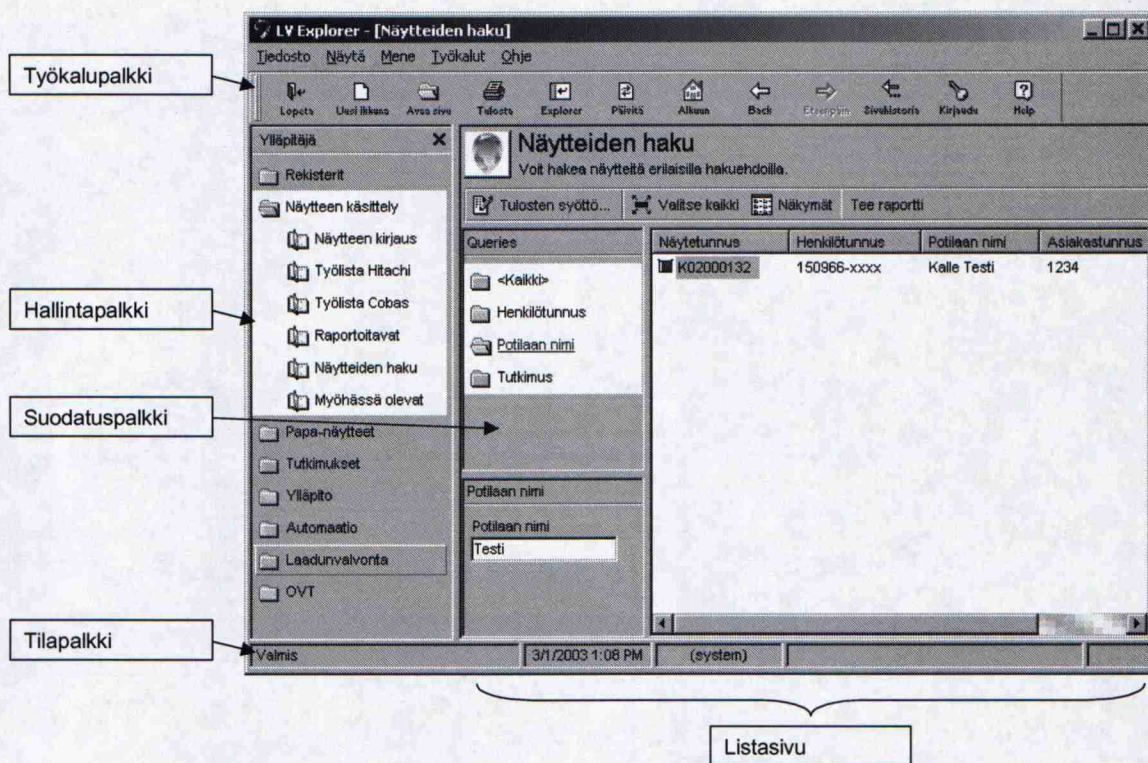 LV Explorer - [Näytteiden haku]
Tiedosto Näytä Mene Työkalut Ohje
Työkalupalkki
Lopeta Uusi ikkuna Avaa sivu Tulosta Explorer Päivitä Alkuun Back Eteenpäin Sivuhistoria Kirjaudu Help
Ylläpitäjä
Näytteiden haku
Voit hakea näytteitä erilaisilla hakuehdoilla.
Rekisterit
Näytteen käsittely
Näytteen kirjaus
Työlista Hitachi
Työlista Cobas
Raportoitavat
Näytteiden haku
Myöhässä olevat
Papa-näytteet
Tutkimukset
Ylläpito
Automaatio
Laadunvalvonta
OVT
Hallintapalkki
Suodatuspalkki
Tulosten syöttö... Valitse kaikki Näkymät Tee raportti
Queries
<Kaikki>
Henkilötunnus
Potilaan nimi
Tutkimus
Potilaan nimi
Potilaan nimi
Testi
Näytetunnus Henkilötunnus Potilaan nimi Asiakastunnus
K02000132 150966-xxxx Kalle Testi 1234
Tilapalkki
Valmis 3/1/2003 1:08 PM (system)
Listasivu